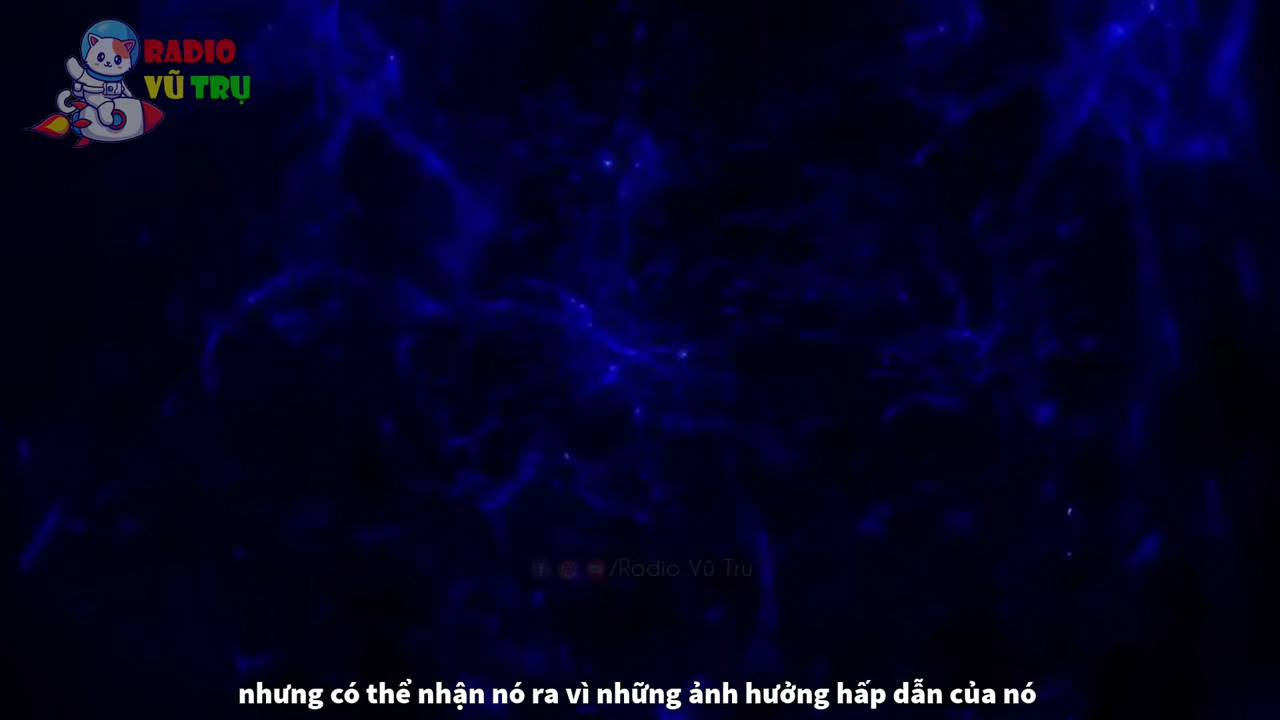 RADIO
VŨ TRỤ
/Radio Vũ Trụ
nhưng có thể nhận nó ra vì những ảnh hưởng hấp dẫn của nó